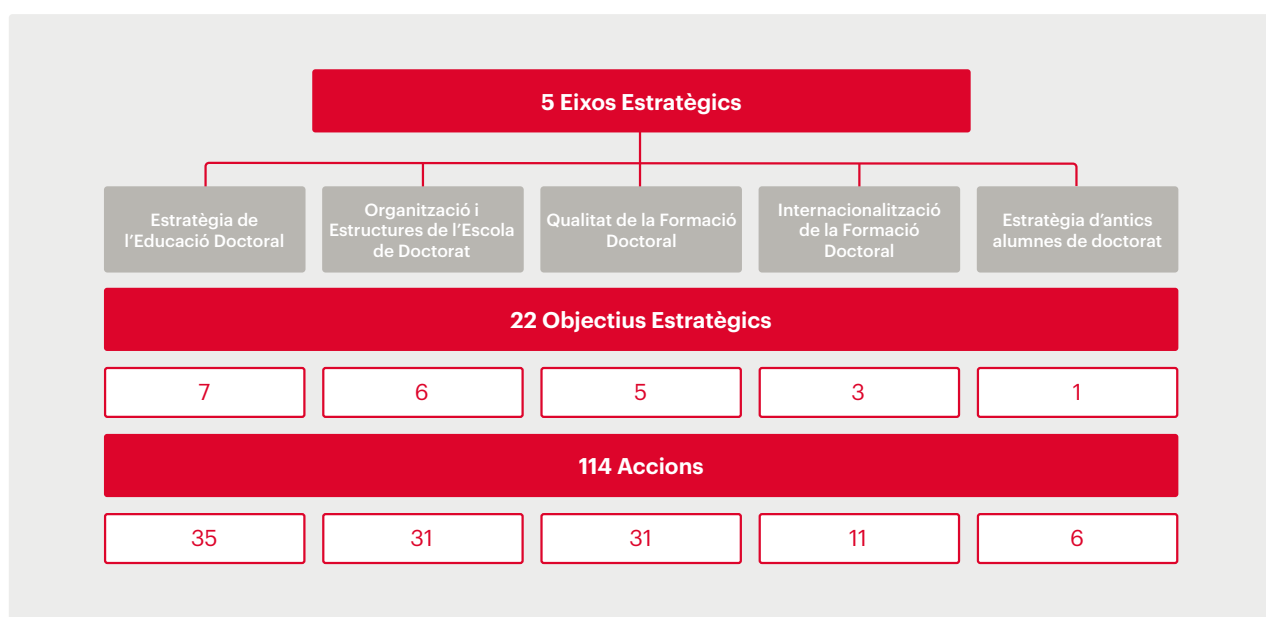 5 Eixos Estratègics
Estratègia de
l'Educació Doctoral
Organització i
Estructures de l'Escola
de Doctorat
Qualitat de la Formació
Doctoral
Internacionalització
de la Formació
Doctoral
Estratègia d'antics
alumnes de doctorat
22 Objectius Estratègics
7
6
5
3
1
114 Accions
35
31
31
11
6